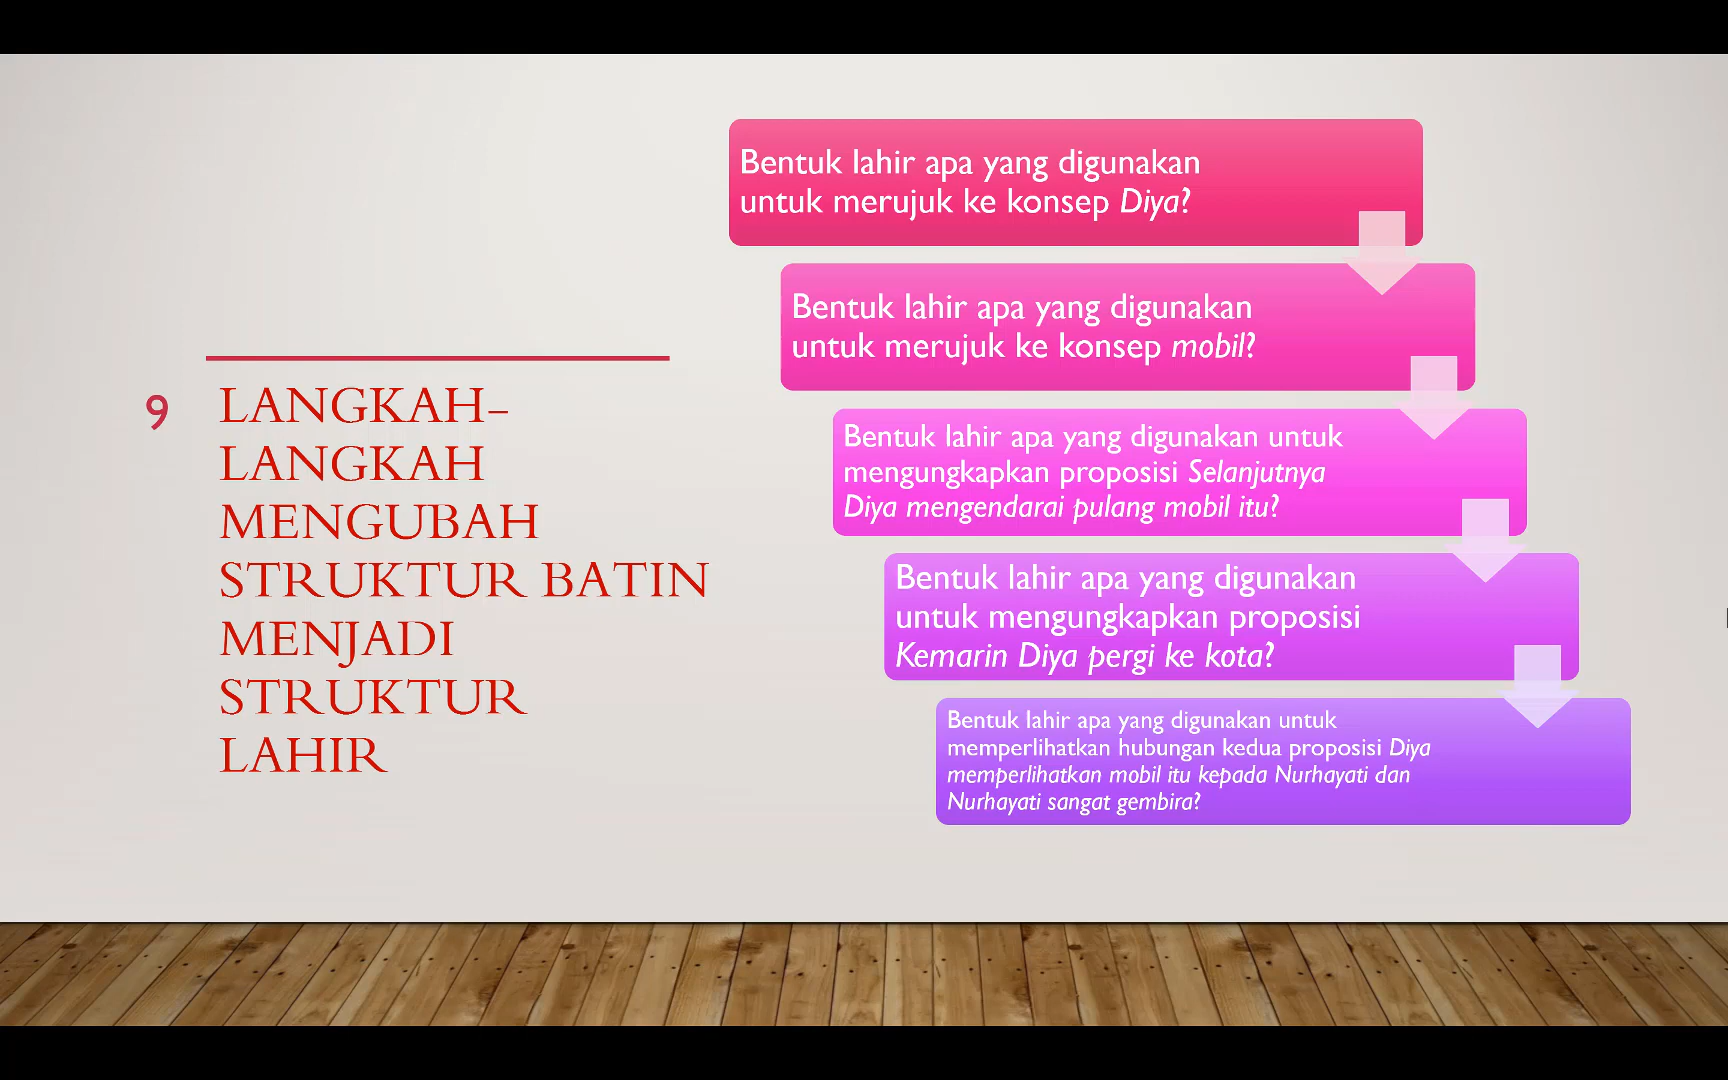 9
LANGKAH-
LANGKAH
MENGUBAH
STRUKTUR BATIN
MENJADI
STRUKTUR
LAHIR
Bentuk lahir apa yang digunakan
untuk merujuk ke konsep Diya?
Bentuk lahir apa yang digunakan
untuk merujuk ke konsep mobil?
Bentuk lahir apa yang digunakan untuk
mengungkapkan proposisi Selanjutnya
Diya mengendarai pulang mobil itu?
Bentuk lahir apa yang digunakan
untuk mengungkapkan proposisi
Kemarin Diya pergi ke kota?
Bentuk lahir apa yang digunakan untuk
memperlihatkan hubungan kedua proposisi Diya
memperlihatkan mobil itu kepada Nurhayati dan
Nurhayati sangat gembira?